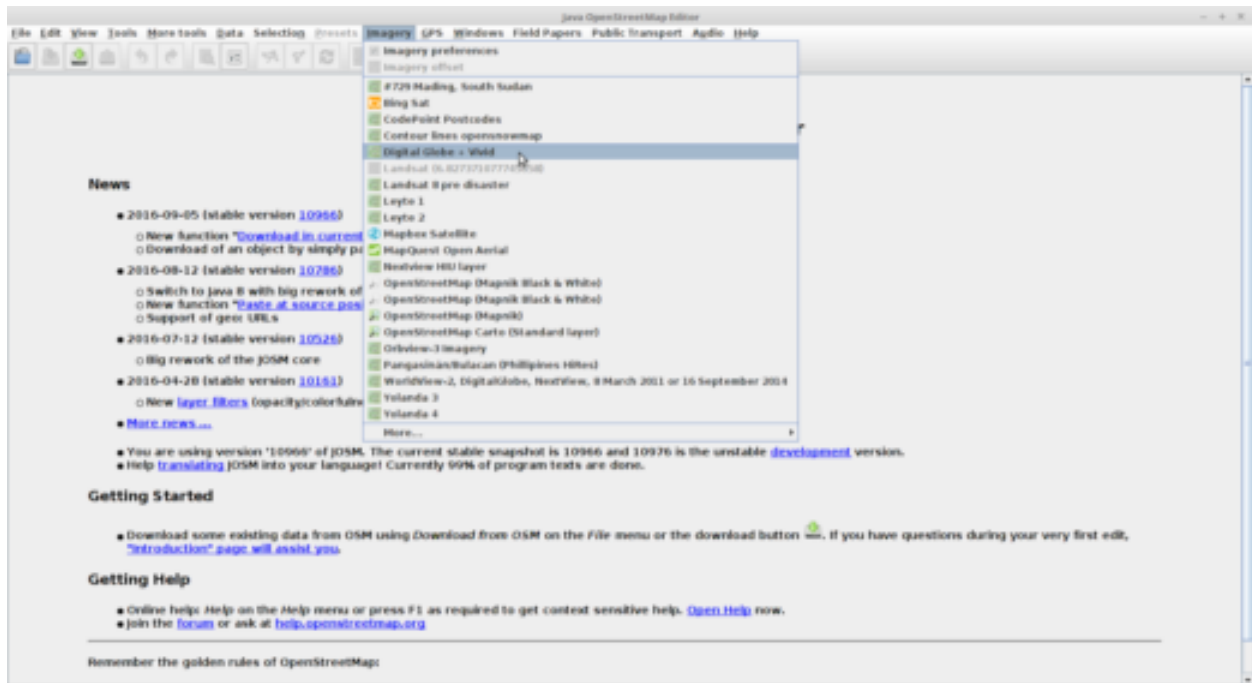 Java OpenStreetMap Editor
File Edit View Tools More tools Data Selection Presets Imagery GPS Windows Field Papers Public Transport Audio Help
Imagery preferences
Imagery offset
#729 Mading, South Sudan
Bing Sat
CodePoint Postcodes
Contour lines opensnowmap
Digital Globe - Vivid
Landsat
Landsat 8 pre disaster
Leyte 1
Leyte 2
Mapbox Satellite
MapQuest Open Aerial
Nextview HIU layer
OpenStreetMap (Mapnik Black & White)
OpenStreetMap (Mapnik Black & White)
OpenStreetMap (Mapnik)
OpenStreetMap Carto (Standard layer)
Orbview-3 Imagery
Pangasinán/Bulacan (Phillipines HiRes)
WorldView-2, DigitalGlobe, NextView, 8 March 2011 or 16 September 2014
Yolanda 3
Yolanda 4
More...
News
2016-09-05 (stable version 10966)
New function "Download in current
Download of an object by simply pa
2016-08-12 (stable version 10786)
Switch to Java 8 with big rework of
New function "Paste at source posi
Support of geo: URLs
2016-07-12 (stable version 10526)
Big rework of the JOSM core
2016-04-28 (stable version 10161)
New layer filters (opacity/colorfulne
More news ...
You are using version '10966' of JOSM. The current stable snapshot is 10966 and 10976 is the unstable development version.
Help translating JOSM into your language! Currently 99% of program texts are done.
Getting Started
Download some existing data from OSM using Download from OSM on the File menu or the download button . If you have questions during your very first edit,
"Introduction" page will assist you.
Getting Help
Online help: Help on the Help menu or press F1 as required to get context sensitive help. Open Help now.
Join the forum or ask at help.openstreetmap.org
Remember the golden rules of OpenStreetMap: